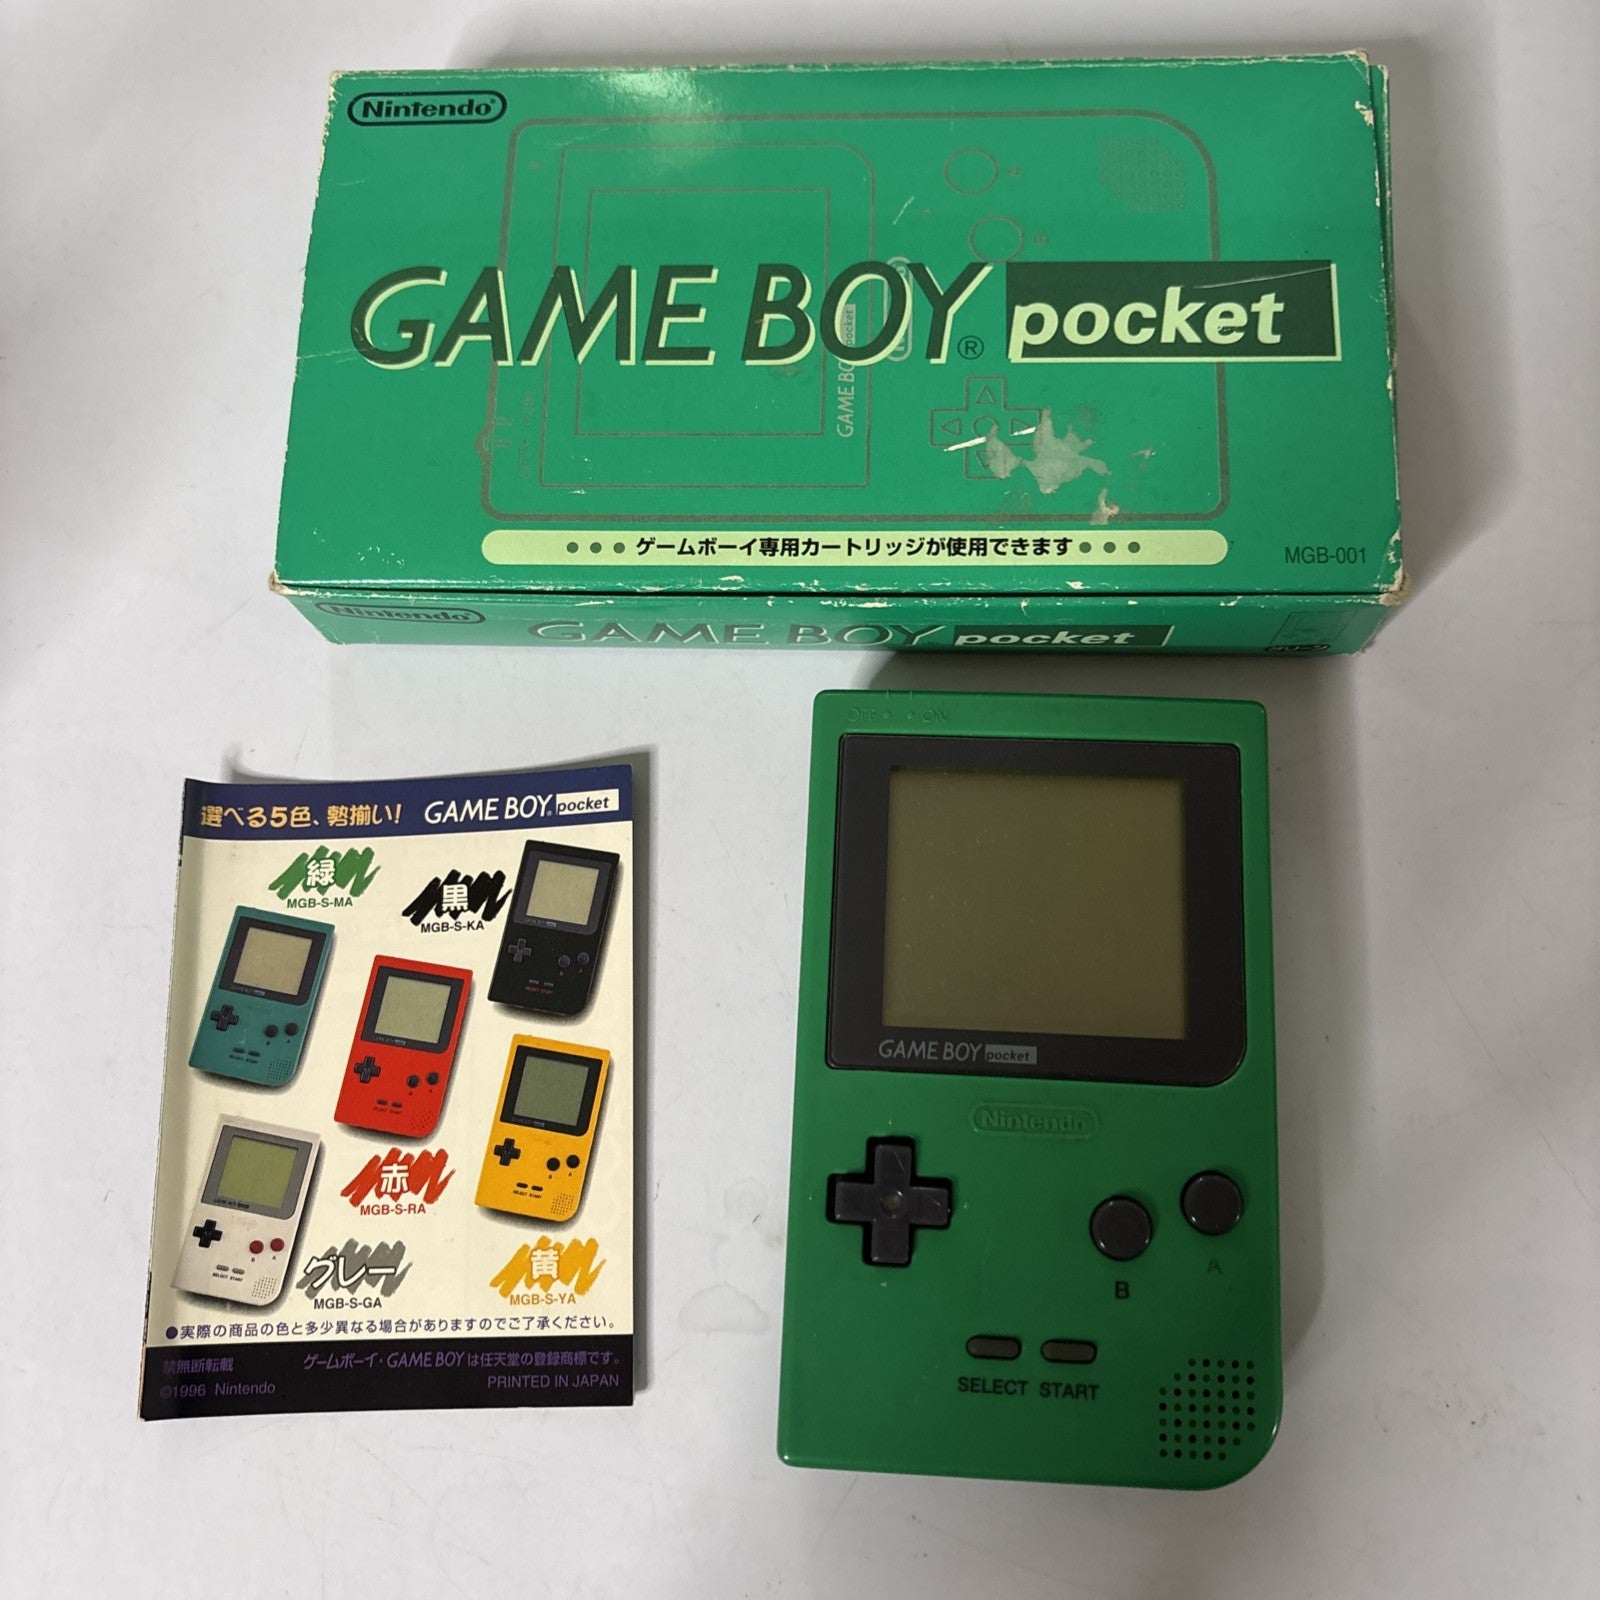 Nintendo®
GAME BOY® pocket
GAME BOY pocket
ゲームボーイ専用カートリッジが使用できます
MGB-001
Nintendo
GAME BOY pocket
OFF ON
GAME BOY pocket
Nintendo
B
A
SELECT START
選べる5色、勢揃い! GAME BOY® pocket
緑
MGB-S-MA
黒
MGB-S-KA
赤
MGB-S-RA
グレー
MGB-S-GA
黄
MGB-S-YA
●実際の商品の色と多少異なる場合がありますのでご了承ください。
禁無断転載
ゲームボーイ・GAME BOYは任天堂の登録商標です。
©1996 Nintendo
PRINTED IN JAPAN